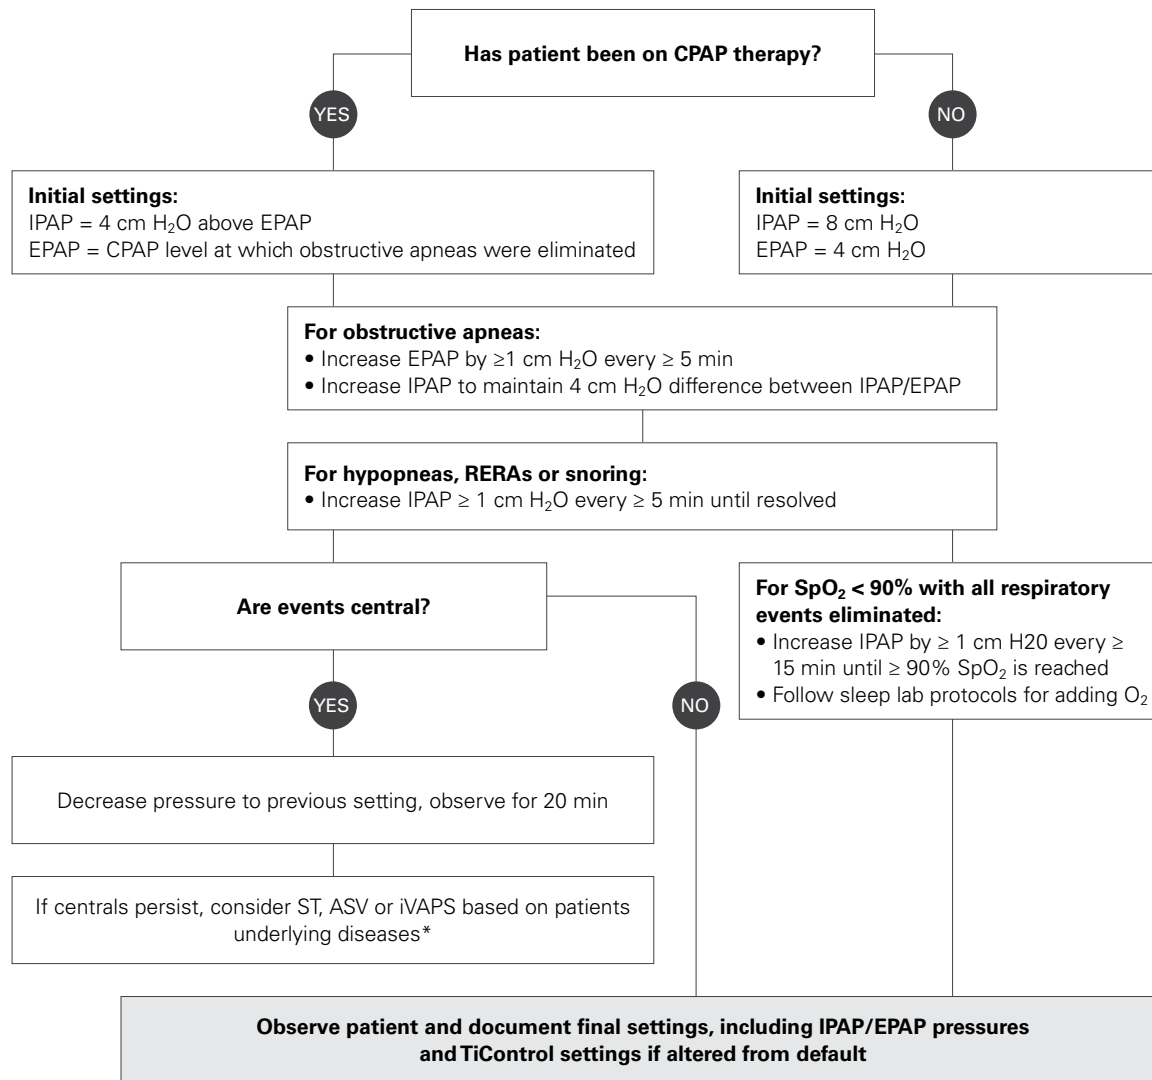 Has patient been on CPAP therapy?
YES
NO
Initial settings:
IPAP = 4 cm H₂O above EPAP
EPAP = CPAP level at which obstructive apneas were eliminated
Initial settings:
IPAP = 8 cm H₂O
EPAP = 4 cm H₂O
For obstructive apneas:
• Increase EPAP by ≥1 cm H₂O every ≥ 5 min
• Increase IPAP to maintain 4 cm H₂O difference between IPAP/EPAP
For hypopneas, RERAs or snoring:
• Increase IPAP ≥ 1 cm H₂O every ≥ 5 min until resolved
Are events central?
For SpO₂ < 90% with all respiratory
events eliminated:
• Increase IPAP by ≥ 1 cm H20 every ≥
15 min until ≥ 90% SpO₂ is reached
• Follow sleep lab protocols for adding O₂
YES
NO
Decrease pressure to previous setting, observe for 20 min
If centrals persist, consider ST, ASV or iVAPS based on patients
underlying diseases*
Observe patient and document final settings, including IPAP/EPAP pressures
and TiControl settings if altered from default